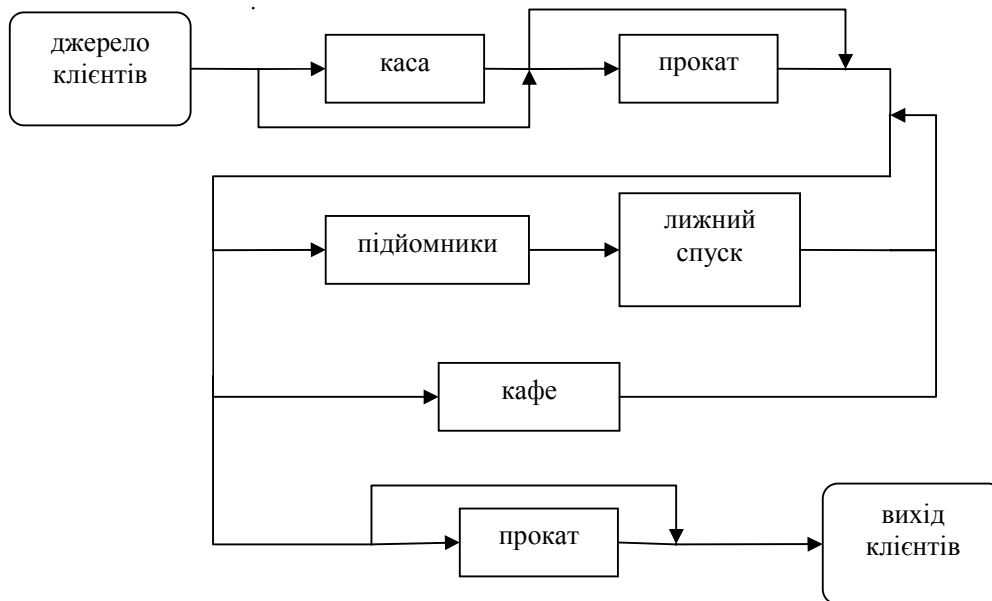 джерело
клієнтів
каса
прокат
підйомники
лижний
спуск
кафе
прокат
вихід
клієнтів